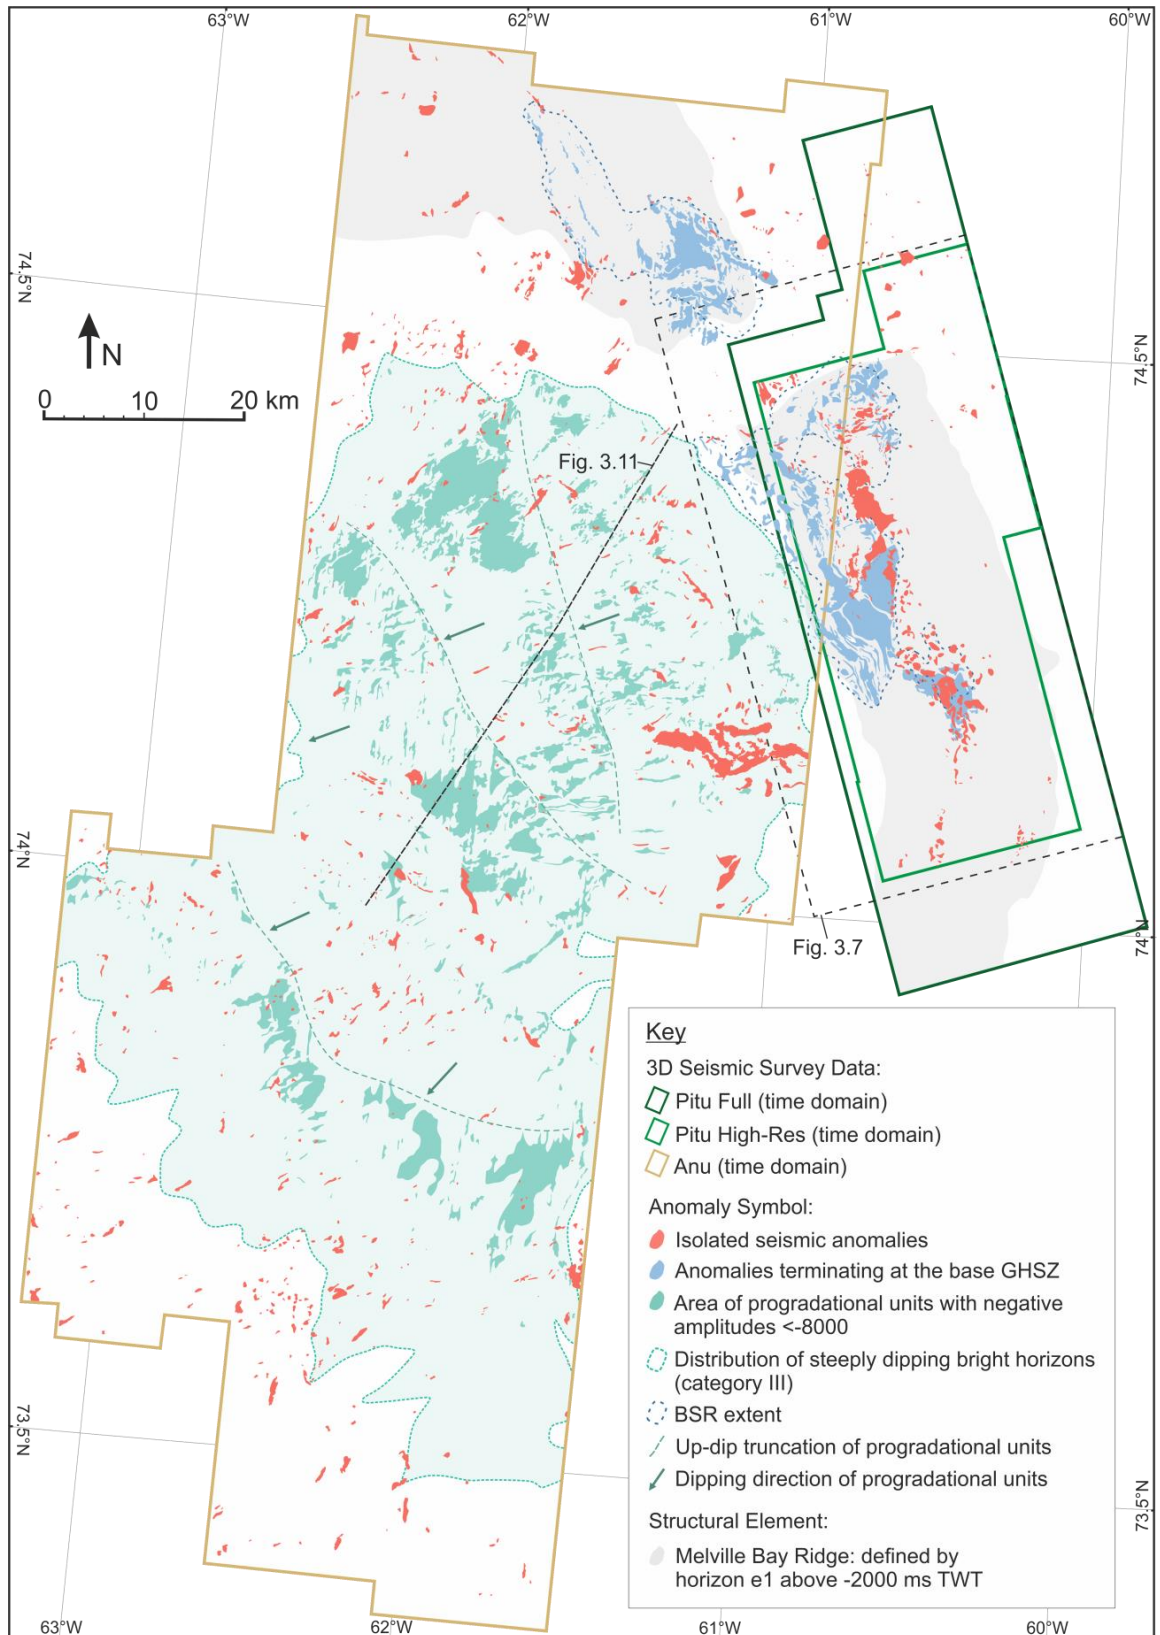 63°W
62°W
61°W
60°W
74.5°N
N
0 10 20 km
74.5°N
Fig. 3.11
74°N
Fig. 3.7
74°N
Key
3D Seismic Survey Data:
Pitu Full (time domain)
Pitu High-Res (time domain)
Anu (time domain)
Anomaly Symbol:
Isolated seismic anomalies
Anomalies terminating at the base GHSZ
Area of progradational units with negative
amplitudes <-8000
Distribution of steeply dipping bright horizons
(category III)
BSR extent
Up-dip truncation of progradational units
Dipping direction of progradational units
Structural Element:
Melville Bay Ridge: defined by
horizon e1 above -2000 ms TWT
73.5°N
73.5°N
63°W
62°W
61°W
60°W